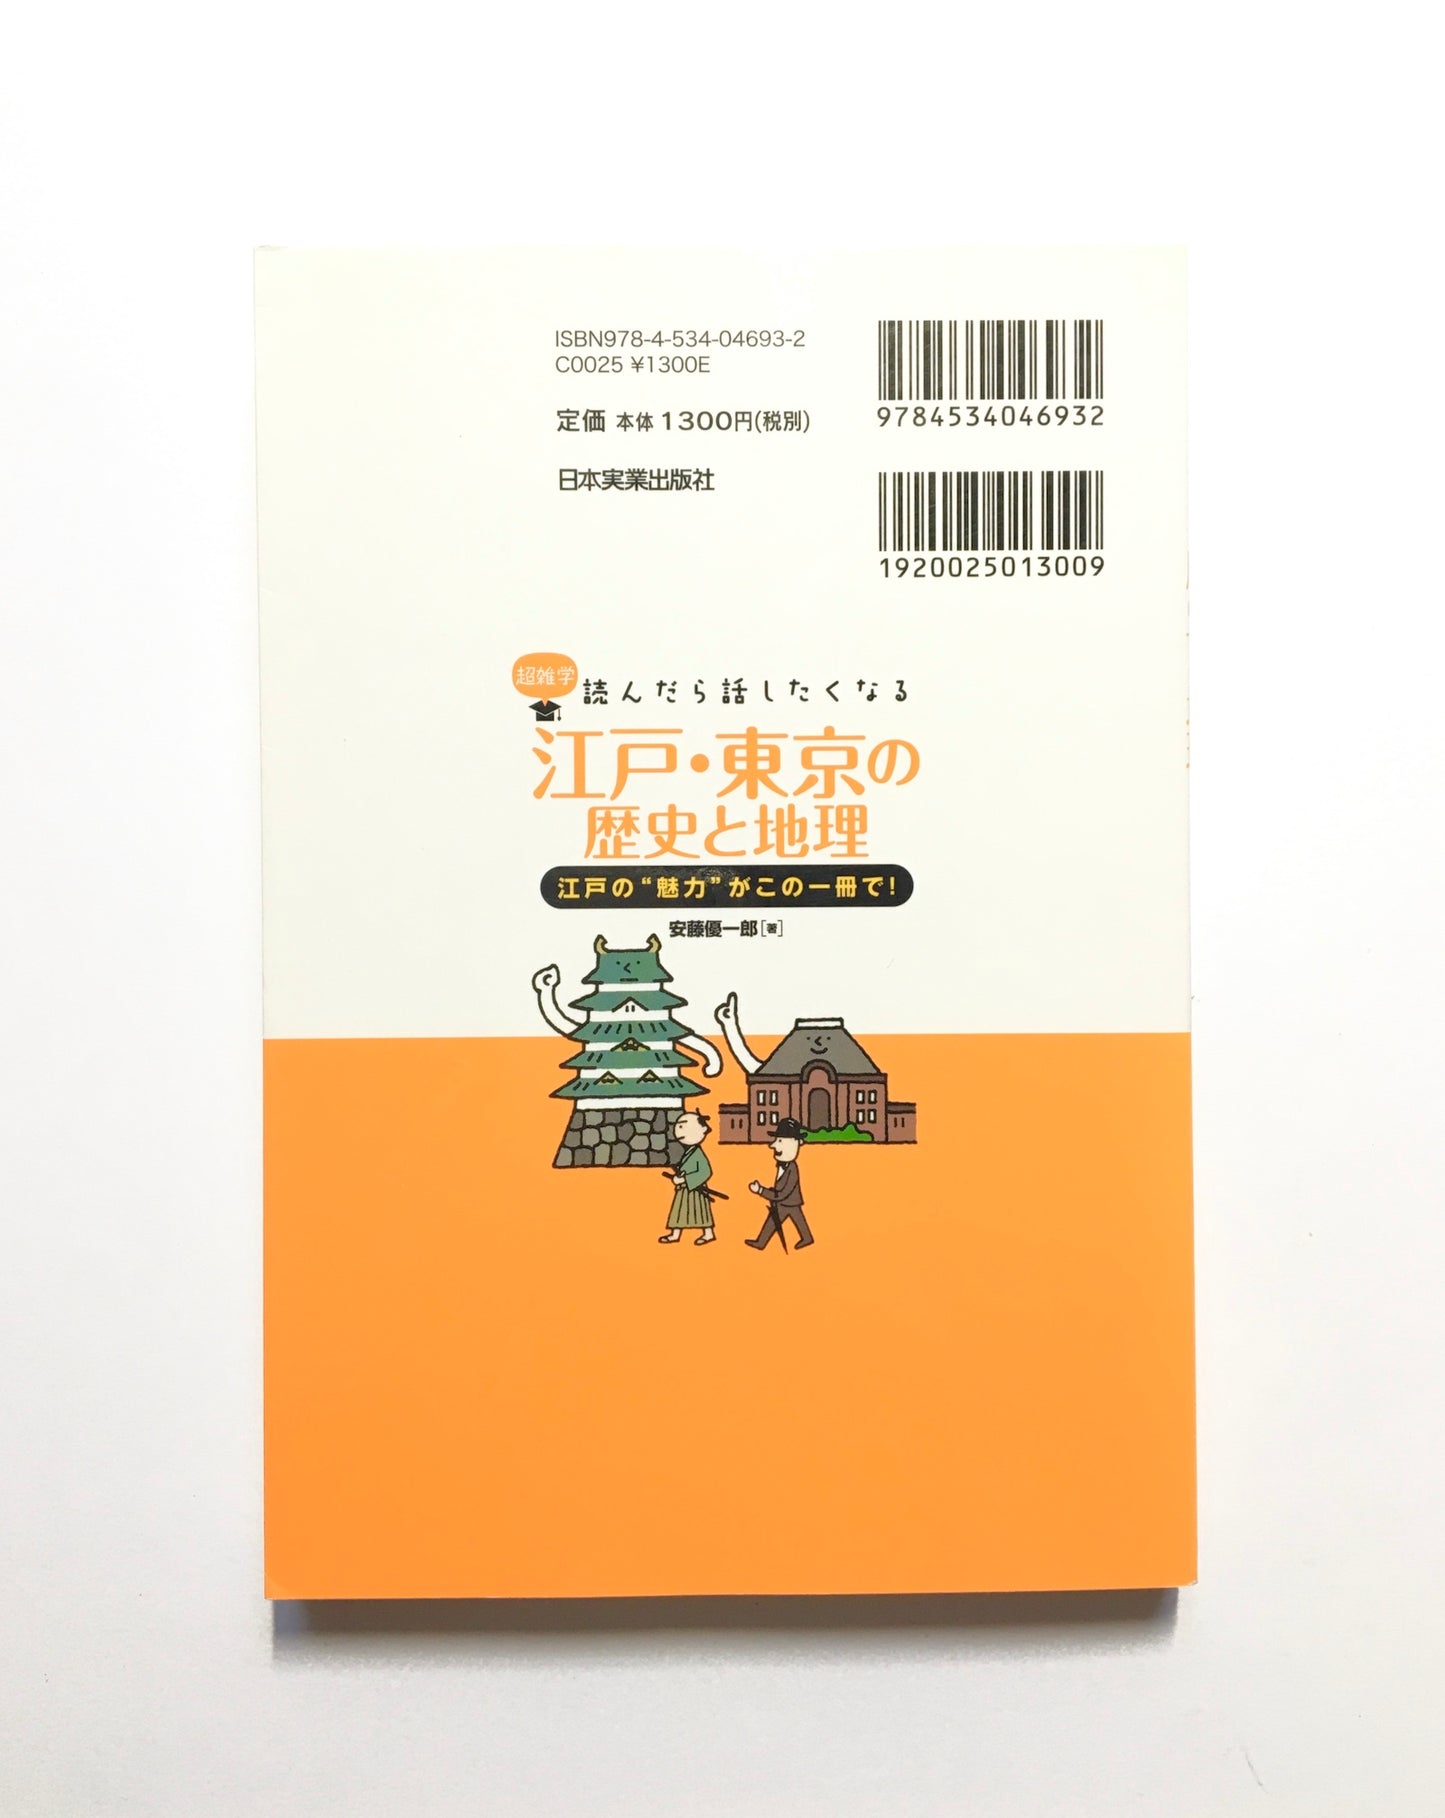 ISBN978-4-534-04693-2
C0025 ¥1300E
定価 本体1300円(税別)
日本実業出版社
9784534046932
1920025013009
超雑学
読んだら話したくなる
江戸・東京の
歴史と地理
江戸の“魅力”がこの一冊で!
安藤優一郎[著]